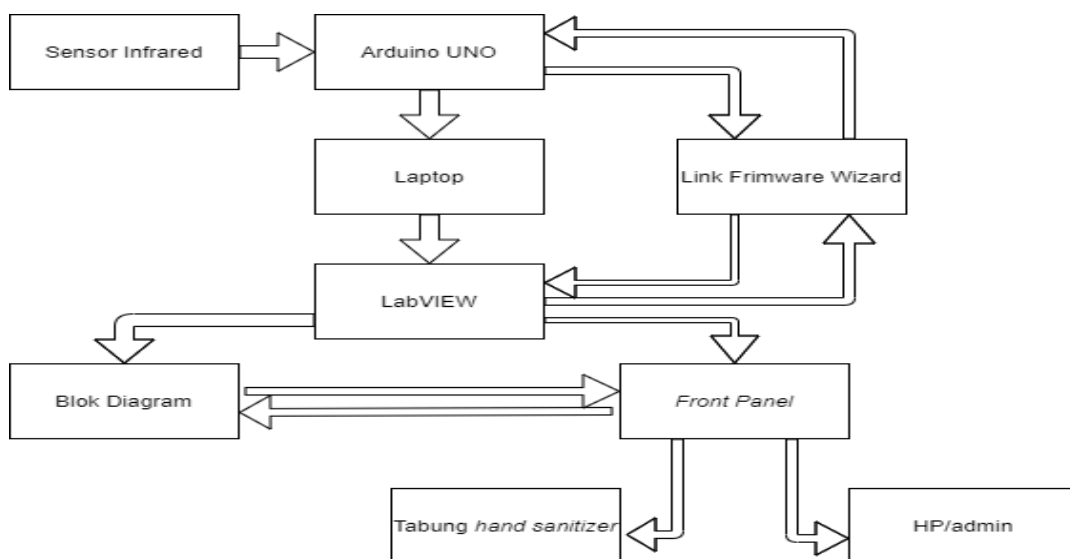 Sensor Infrared
Arduino UNO
Laptop
Link Frimware Wizard
LabVIEW
Blok Diagram
Front Panel
Tabung hand sanitizer
HP/admin